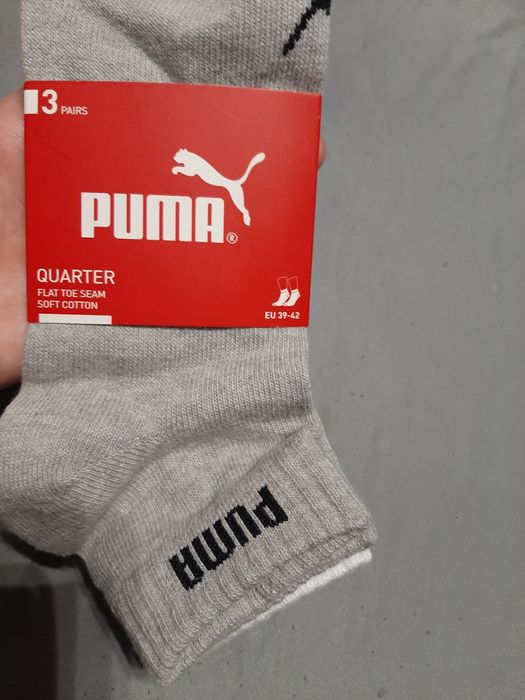 3 PAIRS
PUMA®
QUARTER
FLAT TOE SEAM
SOFT COTTON
EU 39-42
PUMA